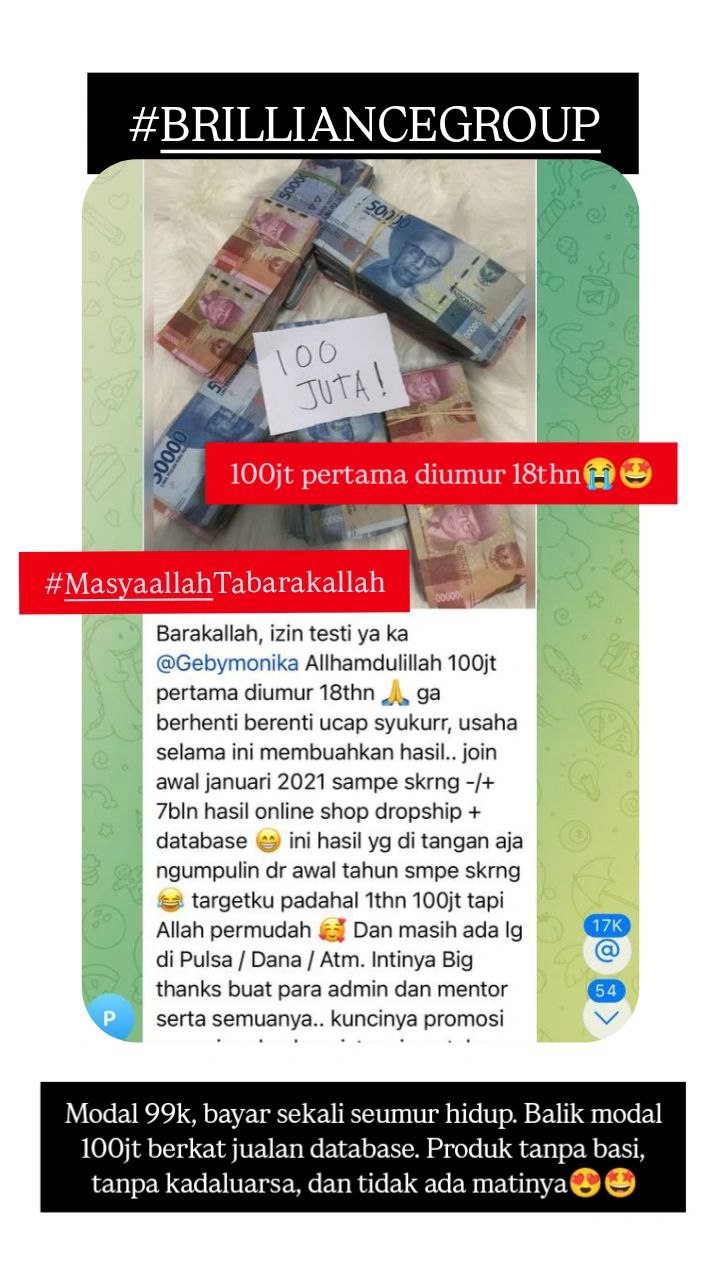 #BRILLIANCEGROUP
50000
50000
100
JUTA!
50000
100jt pertama diumur 18thn😭🤩
#MasyaallahTabarakallah
Barakallah, izin testi ya ka
@Gebymonika Allhamdulillah 100jt
pertama diumur 18thn 🙏 ga
berhenti berenti ucap syukurr, usaha
selama ini membuahkan hasil.. join
awal januari 2021 sampe skrng -/+
7bln hasil online shop dropship +
database 😁 ini hasil yg di tangan aja
ngumpulin dr awal tahun smpe skrng
😂 targetku padahal 1thn 100jt tapi
Allah permudah 🥰 Dan masih ada lg
di Pulsa / Dana / Atm. Intinya Big
thanks buat para admin dan mentor
serta semuanya.. kuncinya promosi
17K
@
54
P
Modal 99k, bayar sekali seumur hidup. Balik modal
100jt berkat jualan database. Produk tanpa basi,
tanpa kadaluarsa, dan tidak ada matinya😍🤩